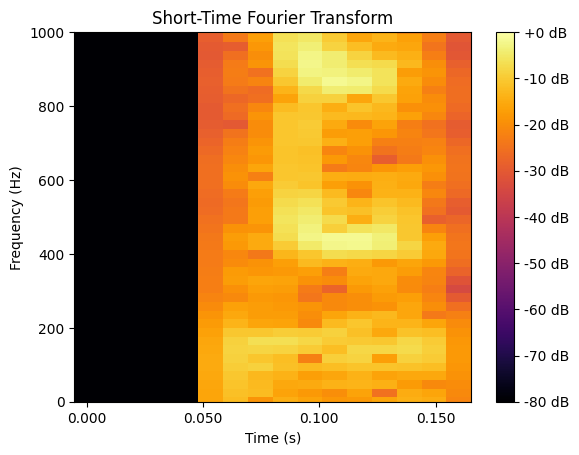 Short-Time Fourier Transform
1000
800
600
400
200
0
Frequency (Hz)
0.000
0.050
0.100
0.150
Time (s)
+0 dB
-10 dB
-20 dB
-30 dB
-40 dB
-50 dB
-60 dB
-70 dB
-80 dB